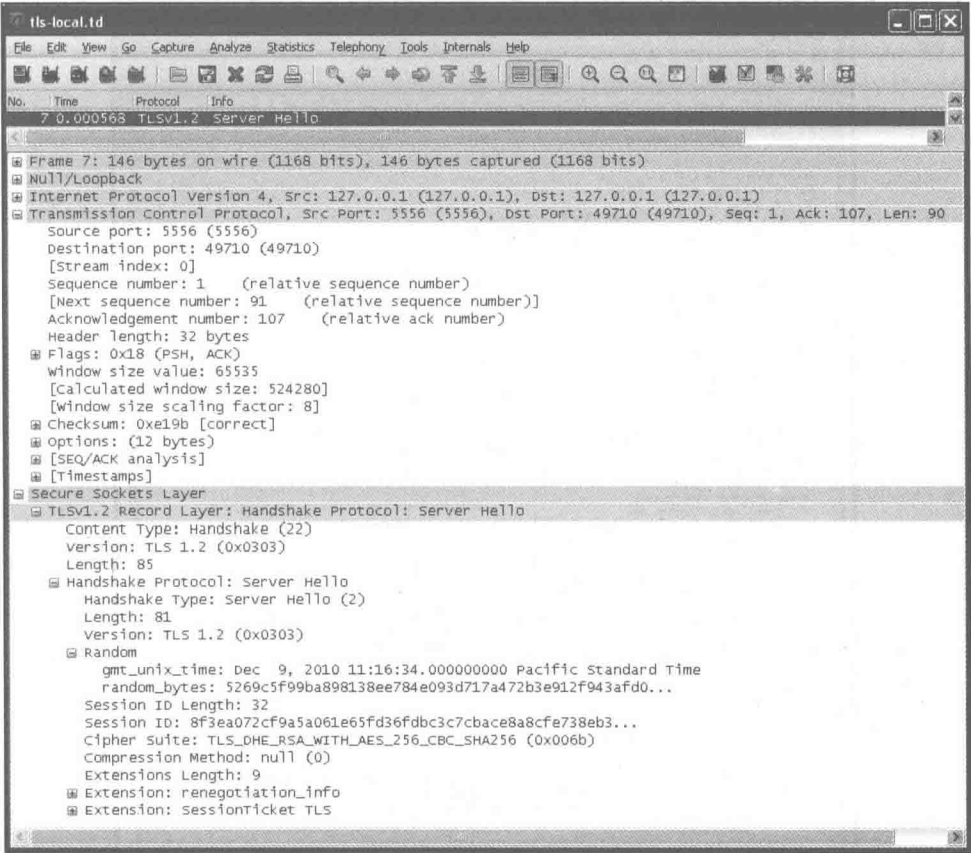 tls-local.td
File Edit View Go Capture Analyze Statistics Telephony Tools Internals Help
No. Time Protocol Info
7 0.000568 TLSv1.2 Server Hello
Frame 7: 146 bytes on wire (1168 bits), 146 bytes captured (1168 bits)
Null/Loopback
Internet Protocol Version 4, Src: 127.0.0.1 (127.0.0.1), Dst: 127.0.0.1 (127.0.0.1)
Transmission Control Protocol, Src Port: 5556 (5556), Dst Port: 49710 (49710), Seq: 1, Ack: 107, Len: 90
Source port: 5556 (5556)
Destination port: 49710 (49710)
[Stream index: 0]
Sequence number: 1 (relative sequence number)
[Next sequence number: 91 (relative sequence number)]
Acknowledgement number: 107 (relative ack number)
Header length: 32 bytes
Flags: 0x18 (PSH, ACK)
Window size value: 65535
[Calculated window size: 524280]
[Window size scaling factor: 8]
Checksum: 0xe19b [correct]
Options: (12 bytes)
[SEQ/ACK analysis]
[Timestamps]
Secure Sockets Layer
TLSv1.2 Record Layer: Handshake Protocol: Server Hello
Content Type: Handshake (22)
Version: TLS 1.2 (0x0303)
Length: 85
Handshake Protocol: Server Hello
Handshake Type: Server Hello (2)
Length: 81
Version: TLS 1.2 (0x0303)
Random
gmt_unix_time: Dec 9, 2010 11:16:34.000000000 Pacific Standard Time
random_bytes: 5269c5f99ba898138ee784e093d717a472b3e912f943afd0...
Session ID Length: 32
Session ID: 8f3ea072cf9a5a061e65fd36fdbc3c7cbace8a8cfe738eb3...
Cipher Suite: TLS_DHE_RSA_WITH_AES_256_CBC_SHA256 (0x006b)
Compression Method: null (0)
Extensions Length: 9
Extension: renegotiation_info
Extension: SessionTicket TLS